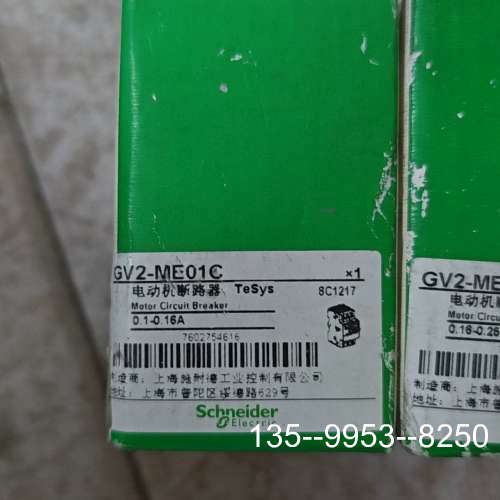 GV2-ME01C ×1
电动机断路器、TeSys 8C1217
Motor Circuit Breaker
0.1-0.16A
7602754616
制造商：上海施耐德工业控制有限公司
地 址：上海市普陀区绥德路629号
Schneider
Electric
GV2-ME
电动机断
Motor Circuit
0.16-0.25
制造商：上海
地 址：上海市
135--9953--8250